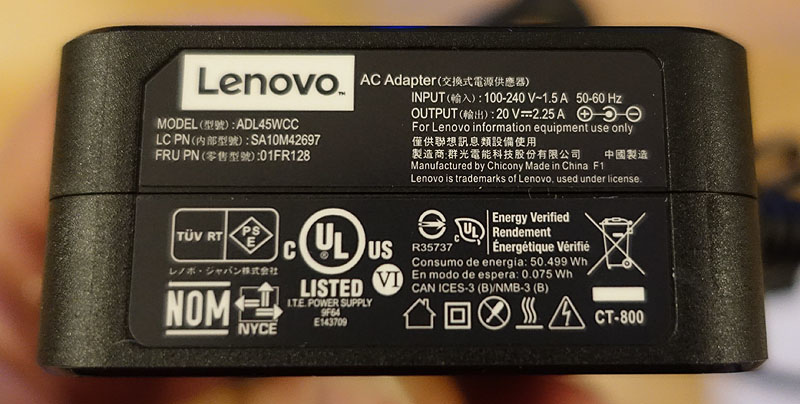 Lenovo™
AC Adapter(交換式電源供應器)
MODEL(型號):ADL45WCC
LC PN(內部型號):SA10M42697
FRU PN(零售型號):01FR128
INPUT(輸入):100-240 V~1.5 A 50-60 Hz
OUTPUT(輸出):20 V⎓2.25 A
For Lenovo information equipment use only
僅供聯想訊息類設備使用
製造商:群光電能科技股份有限公司 中國製造
Manufactured by Chicony Made in China F1
Lenovo is trademarks of Lenovo, used under license.
TÜV RT
PS
E
レノボ・ジャパン株式会社
NOM
NYCE
C UL® US
LISTED
I.T.E. POWER SUPPLY
9F64
E143709
VI
R35737
C UL
Energy Verified
Rendement
Énergétique Vérifié
Consumo de energía: 50.499 Wh
En modo de espera: 0.075 Wh
CAN ICES-3 (B)/NMB-3 (B)
CT-800